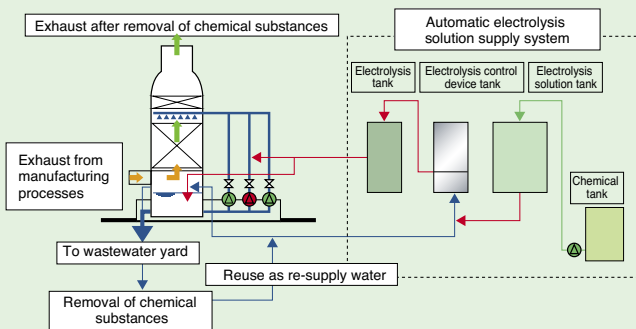 Exhaust after removal of chemical substances
Automatic electrolysis
solution supply system
Electrolysis
tank
Electrolysis control
device tank
Electrolysis
solution tank
Exhaust from
manufacturing
processes
Chemical
tank
To wastewater yard
Reuse as re-supply water
Removal of chemical
substances